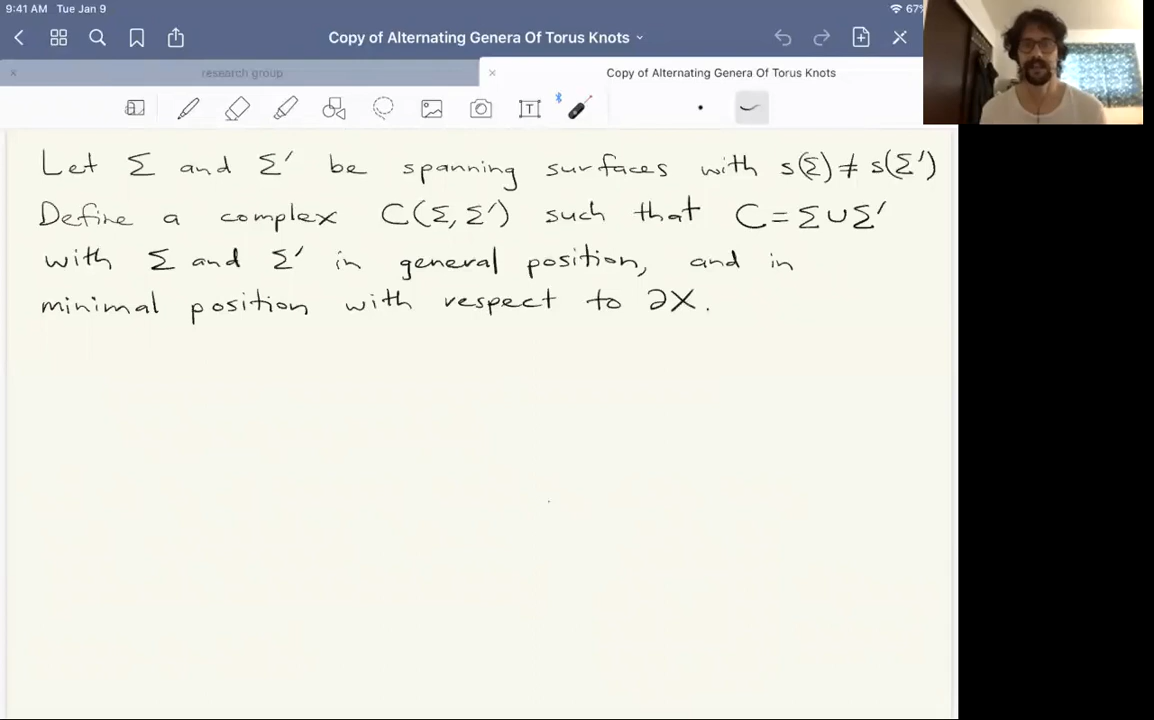 9:41 AM Tue Jan 9
67%
Copy of Alternating Genera Of Torus Knots
research group
Copy of Alternating Genera Of Torus Knots
T
Let Σ and Σ′ be spanning surfaces with s(Σ) ≠ s(Σ′)
Define a complex C(Σ, Σ′) such that C = Σ ∪ Σ′
with Σ and Σ′ in general position, and in
minimal position with respect to ∂X.